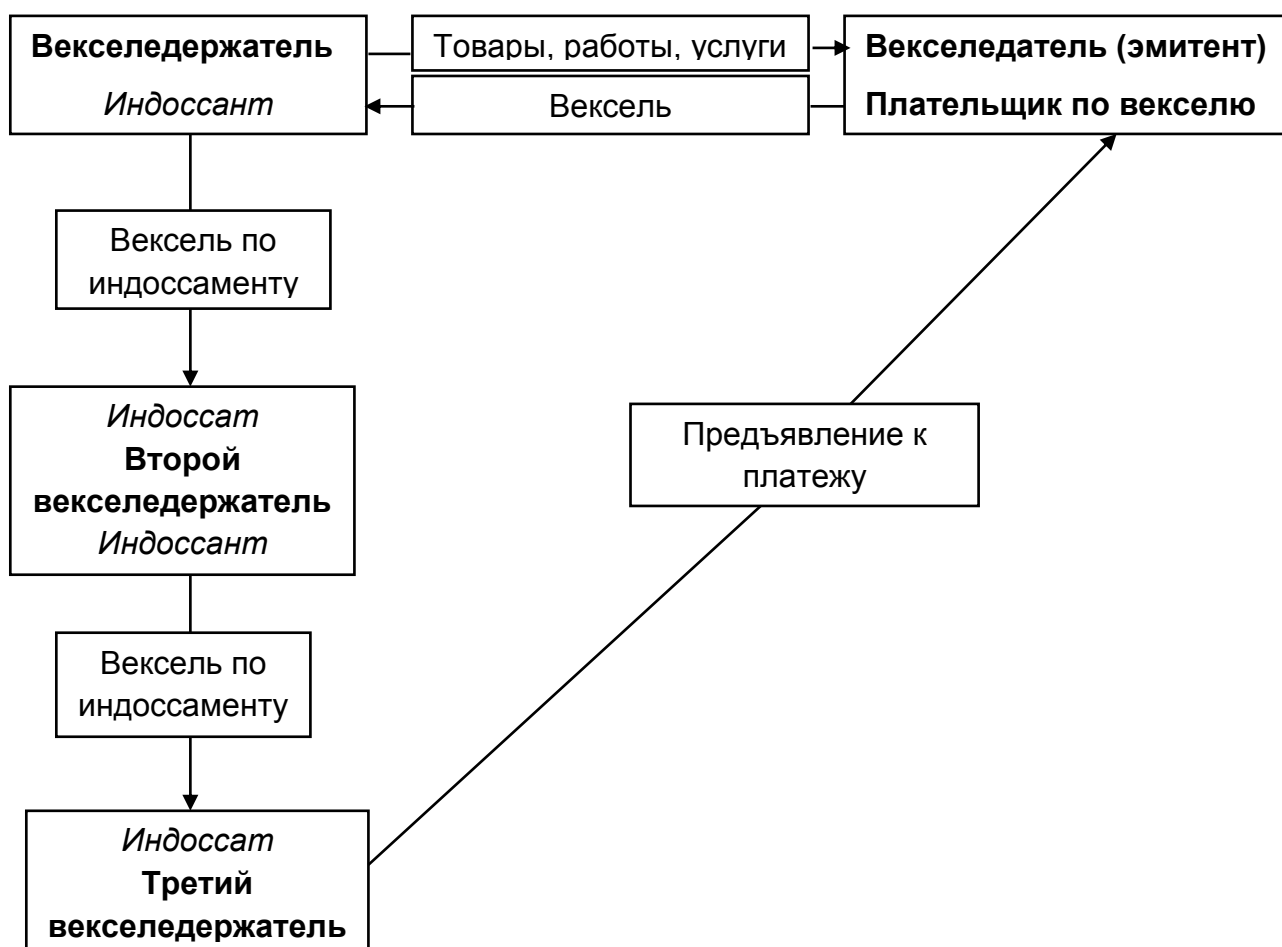 Векселедержатель
Индоссант
Товары, работы, услуги
Вексель
Векселедатель (эмитент)
Плательщик по векселю
Вексель по
индоссаменту
Индоссат
Второй
векселедержатель
Индоссант
Предъявление к
платежу
Вексель по
индоссаменту
Индоссат
Третий
векселедержатель